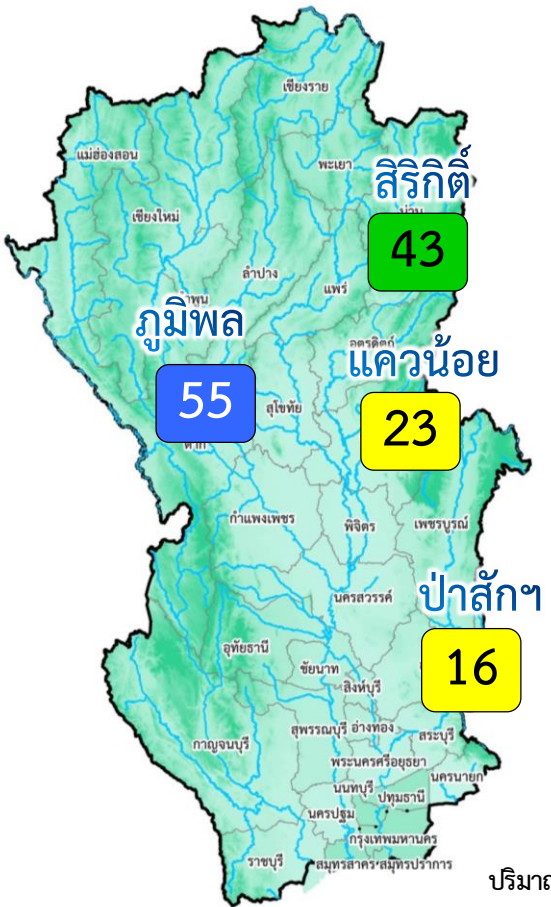 เชียงราย
แม่ฮ่องสอน
พะเยา
สิริกิติ์
เชียงใหม่
43
ลำปาง
แพร่
ภูมิพล
อุตรดิตถ์
แควน้อย
55
สุโขทัย
23
กำแพงเพชร
พิจิตร
เพชรบูรณ์
นครสวรรค์
ป่าสักฯ
อุทัยธานี
ชัยนาท
16
สิงห์บุรี
สุพรรณบุรี อ่างทอง
สระบุรี
กาญจนบุรี
พระนครศรีอยุธยา
นครนายก
นนทบุรี
ปทุมธานี
นครปฐม
กรุงเทพมหานคร
ราชบุรี
สมุทรสาคร
สมุทรปราการ